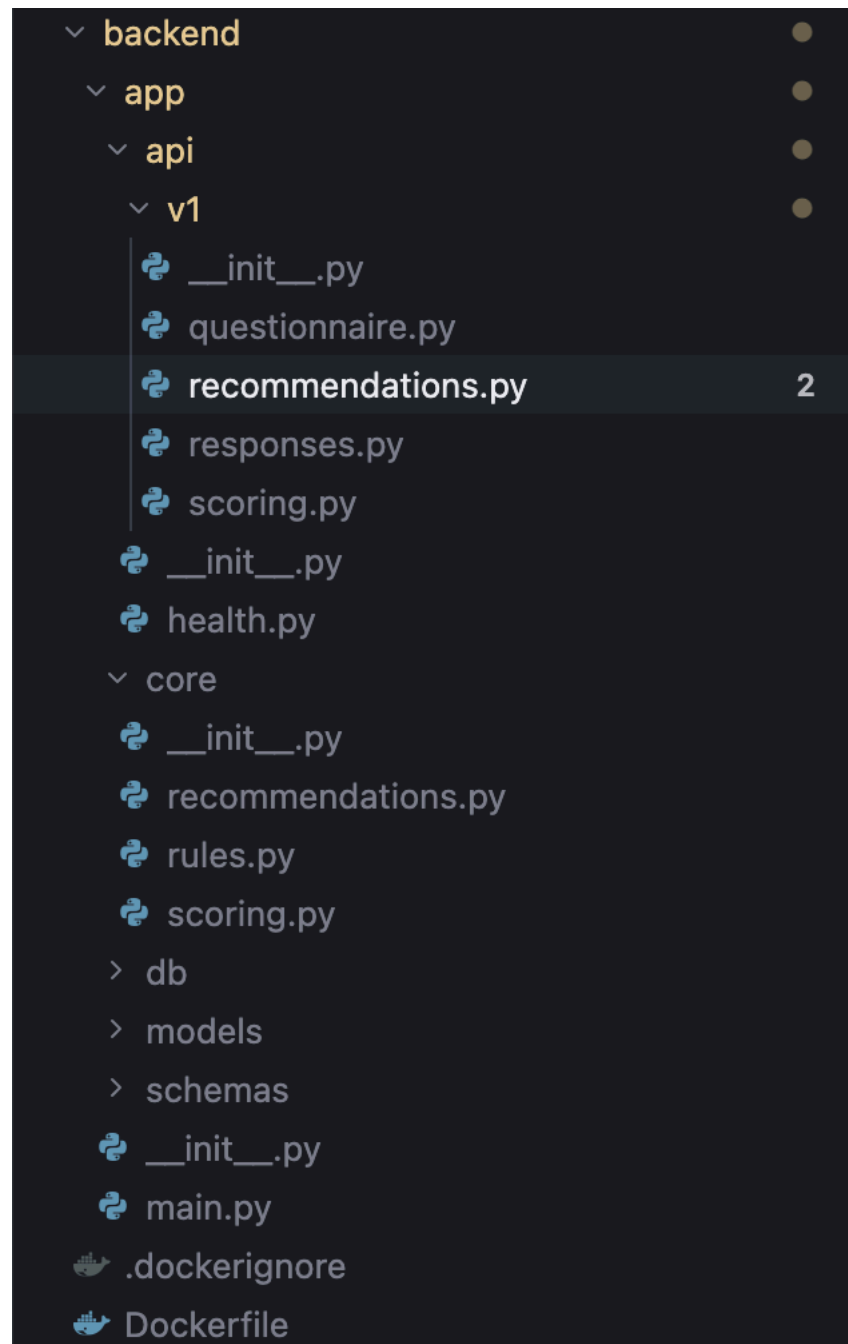 backend
app
api
v1
__init__.py
questionnaire.py
recommendations.py 2
responses.py
scoring.py
__init__.py
health.py
core
__init__.py
recommendations.py
rules.py
scoring.py
db
models
schemas
__init__.py
main.py
.dockerignore
Dockerfile